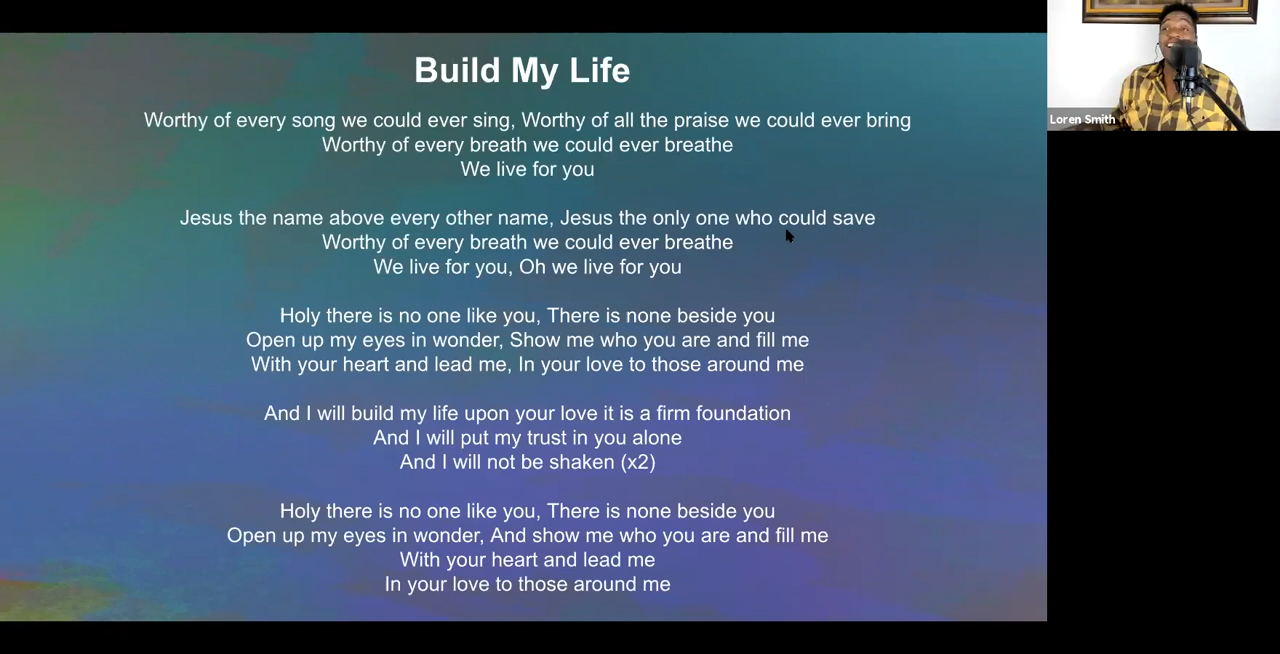 Build My Life
Worthy of every song we could ever sing, Worthy of all the praise we could ever bring
Worthy of every breath we could ever breathe
We live for you
Jesus the name above every other name, Jesus the only one who could save
Worthy of every breath we could ever breathe
We live for you, Oh we live for you
Holy there is no one like you, There is none beside you
Open up my eyes in wonder, Show me who you are and fill me
With your heart and lead me, In your love to those around me
And I will build my life upon your love it is a firm foundation
And I will put my trust in you alone
And I will not be shaken (x2)
Holy there is no one like you, There is none beside you
Open up my eyes in wonder, And show me who you are and fill me
With your heart and lead me
In your love to those around me
Loren Smith